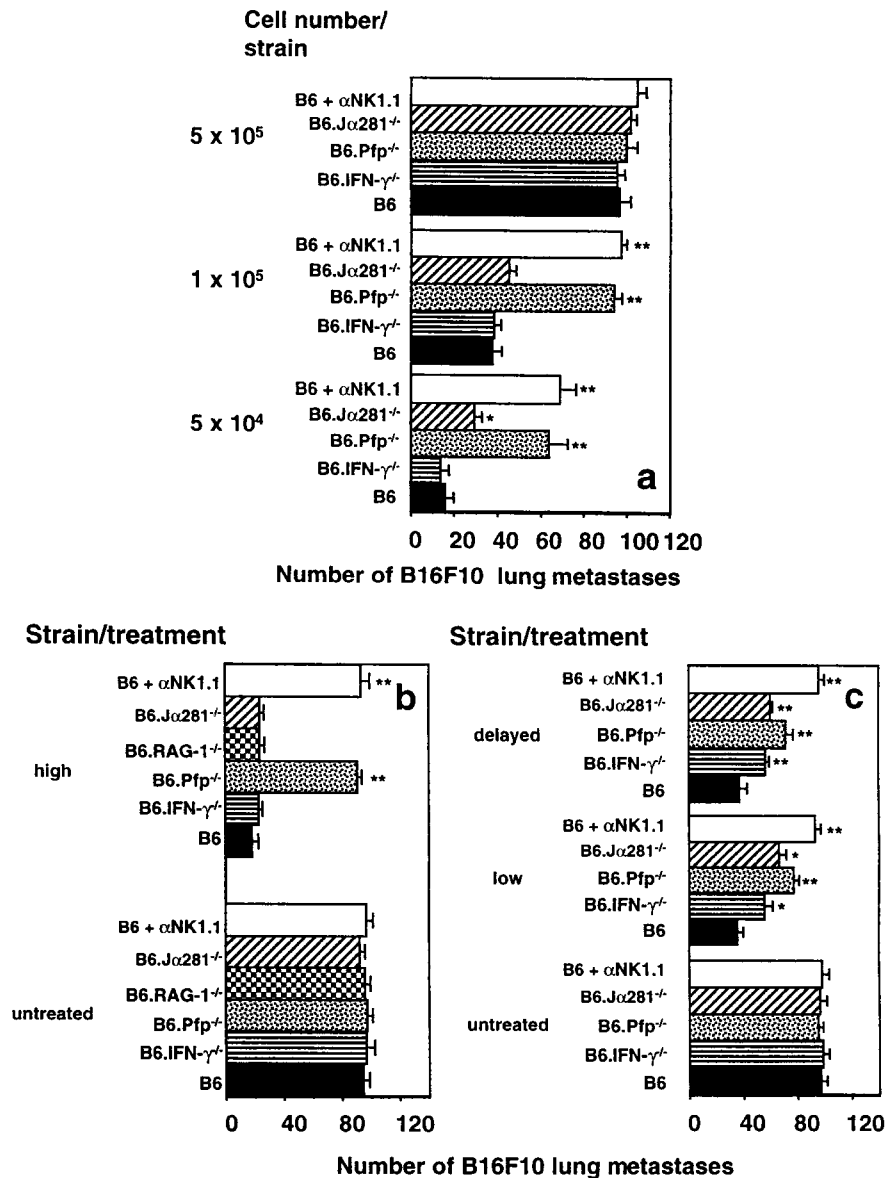 Cell number/
strain
5 x 10⁵
B6 + αNK1.1
B6.Jα281⁻/⁻
B6.Pfp⁻/⁻
B6.IFN-γ⁻/⁻
B6
1 x 10⁵
B6 + αNK1.1
**
B6.Jα281⁻/⁻
B6.Pfp⁻/⁻
**
B6.IFN-γ⁻/⁻
B6
5 x 10⁴
B6 + αNK1.1
**
B6.Jα281⁻/⁻
*
B6.Pfp⁻/⁻
**
B6.IFN-γ⁻/⁻
B6
a
0 20 40 60 80 100 120
Number of B16F10 lung metastases
Strain/treatment
high
B6 + αNK1.1
**
B6.Jα281⁻/⁻
B6.RAG-1⁻/⁻
B6.Pfp⁻/⁻
**
B6.IFN-γ⁻/⁻
B6
b
untreated
B6 + αNK1.1
B6.Jα281⁻/⁻
B6.RAG-1⁻/⁻
B6.Pfp⁻/⁻
B6.IFN-γ⁻/⁻
B6
0 40 80 120
Strain/treatment
delayed
B6 + αNK1.1
**
B6.Jα281⁻/⁻
**
B6.Pfp⁻/⁻
**
B6.IFN-γ⁻/⁻
**
B6
c
low
B6 + αNK1.1
**
B6.Jα281⁻/⁻
*
B6.Pfp⁻/⁻
**
B6.IFN-γ⁻/⁻
*
B6
untreated
B6 + αNK1.1
B6.Jα281⁻/⁻
B6.Pfp⁻/⁻
B6.IFN-γ⁻/⁻
B6
0 40 80 120
Number of B16F10 lung metastases